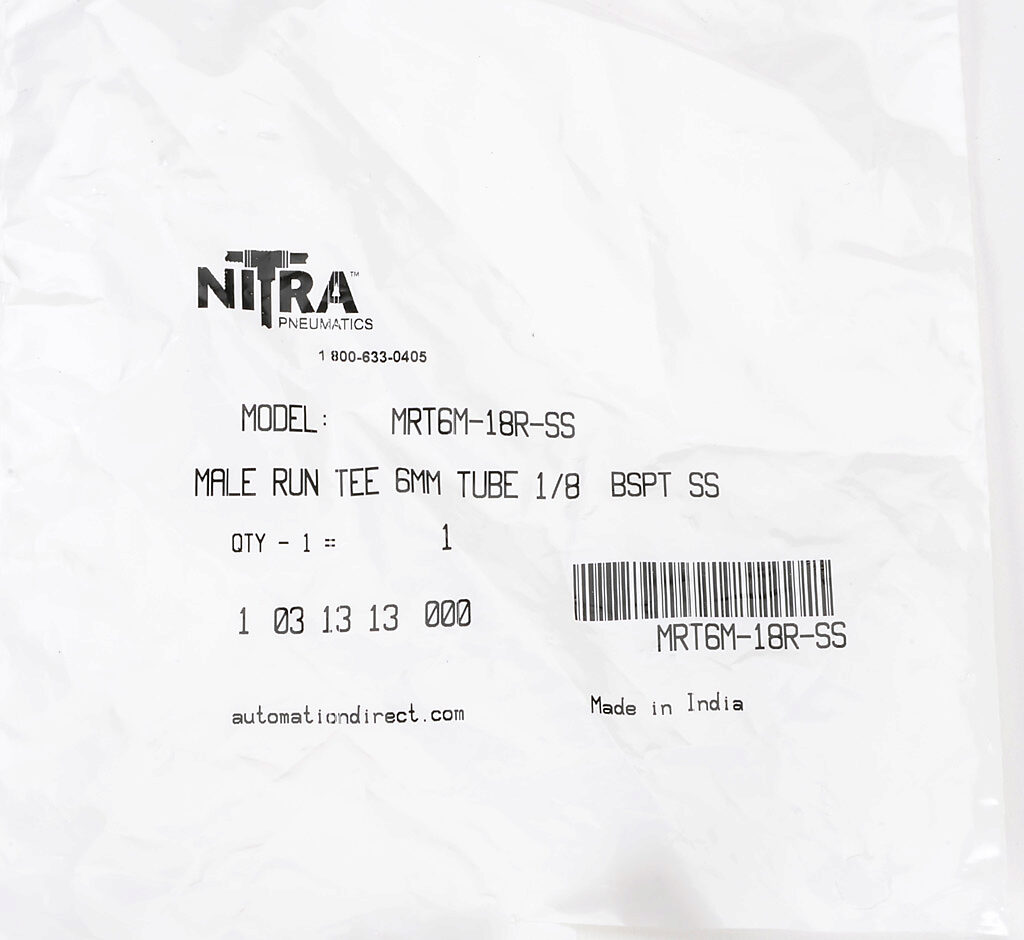 NITRA™
PNEUMATICS
1 800-633-0405
MODEL: MRT6M-18R-SS
MALE RUN TEE 6MM TUBE 1/8 BSPT SS
QTY - 1 = 1
1 03 13 13 000
MRT6M-18R-SS
automationdirect.com
Made in India